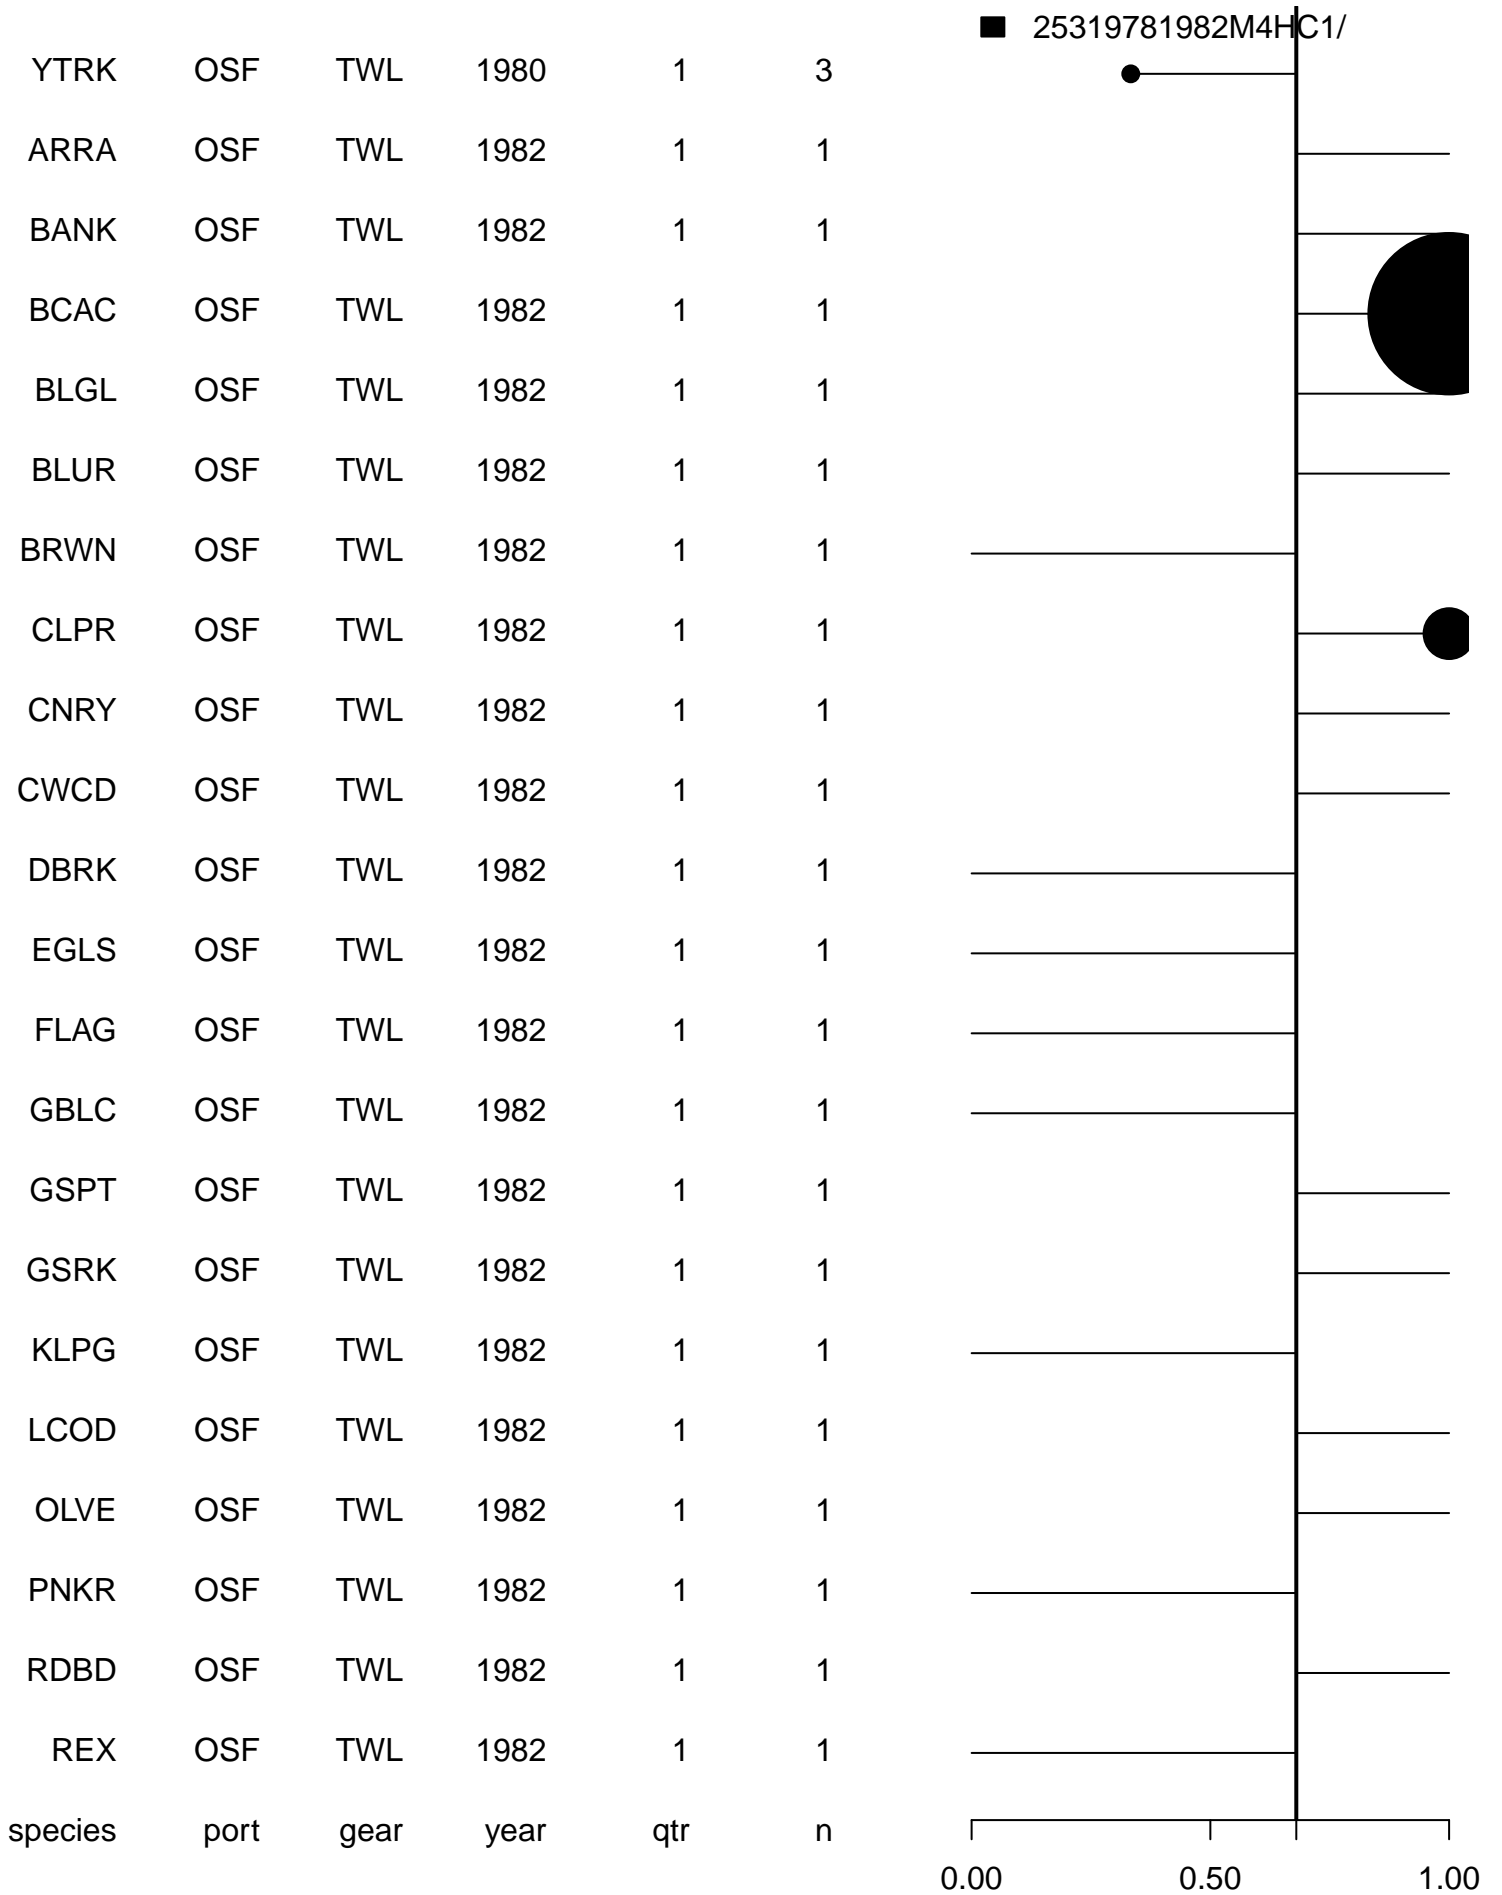 25319781982M4HC1/
YTRK OSF TWL 1980 1 3
ARRA OSF TWL 1982 1 1
BANK OSF TWL 1982 1 1
BCAC OSF TWL 1982 1 1
BLGL OSF TWL 1982 1 1
BLUR OSF TWL 1982 1 1
BRWN OSF TWL 1982 1 1
CLPR OSF TWL 1982 1 1
CNRY OSF TWL 1982 1 1
CWCD OSF TWL 1982 1 1
DBRK OSF TWL 1982 1 1
EGLS OSF TWL 1982 1 1
FLAG OSF TWL 1982 1 1
GBLC OSF TWL 1982 1 1
GSPT OSF TWL 1982 1 1
GSRK OSF TWL 1982 1 1
KLPG OSF TWL 1982 1 1
LCOD OSF TWL 1982 1 1
OLVE OSF TWL 1982 1 1
PNKR OSF TWL 1982 1 1
RDBD OSF TWL 1982 1 1
REX OSF TWL 1982 1 1
species port gear year qtr n
0.00 0.50 1.00